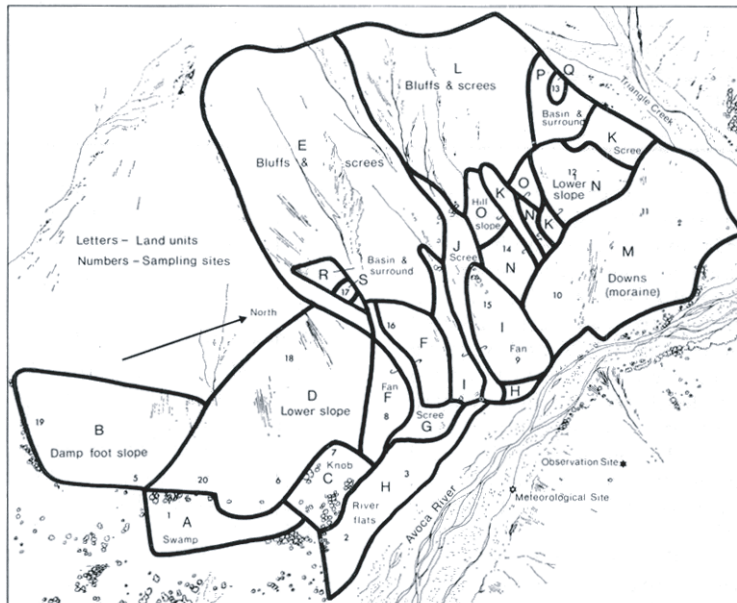 L
Bluffs & screes
P
Q
13
Basin &
surround
Triangle Creek
K
Scree
E
Bluffs & screes
12
Lower N
slope
O
K
N
K
Hill
O
slope
11
2
M
Downs
(moraine)
10
Letters – Land units
Numbers – Sampling sites
J
Scree
14
N
Basin &
surround
R
S
17
North
16
F
15
I
Fan
9
18
D
Lower slope
Fan
F
8
I
H
Scree
G
B
Damp foot slope
19
5
20
6
7
Knob
C
H
3
River
flats
2
1
A
Swamp
Avoca River
Observation Site
Meteorological Site